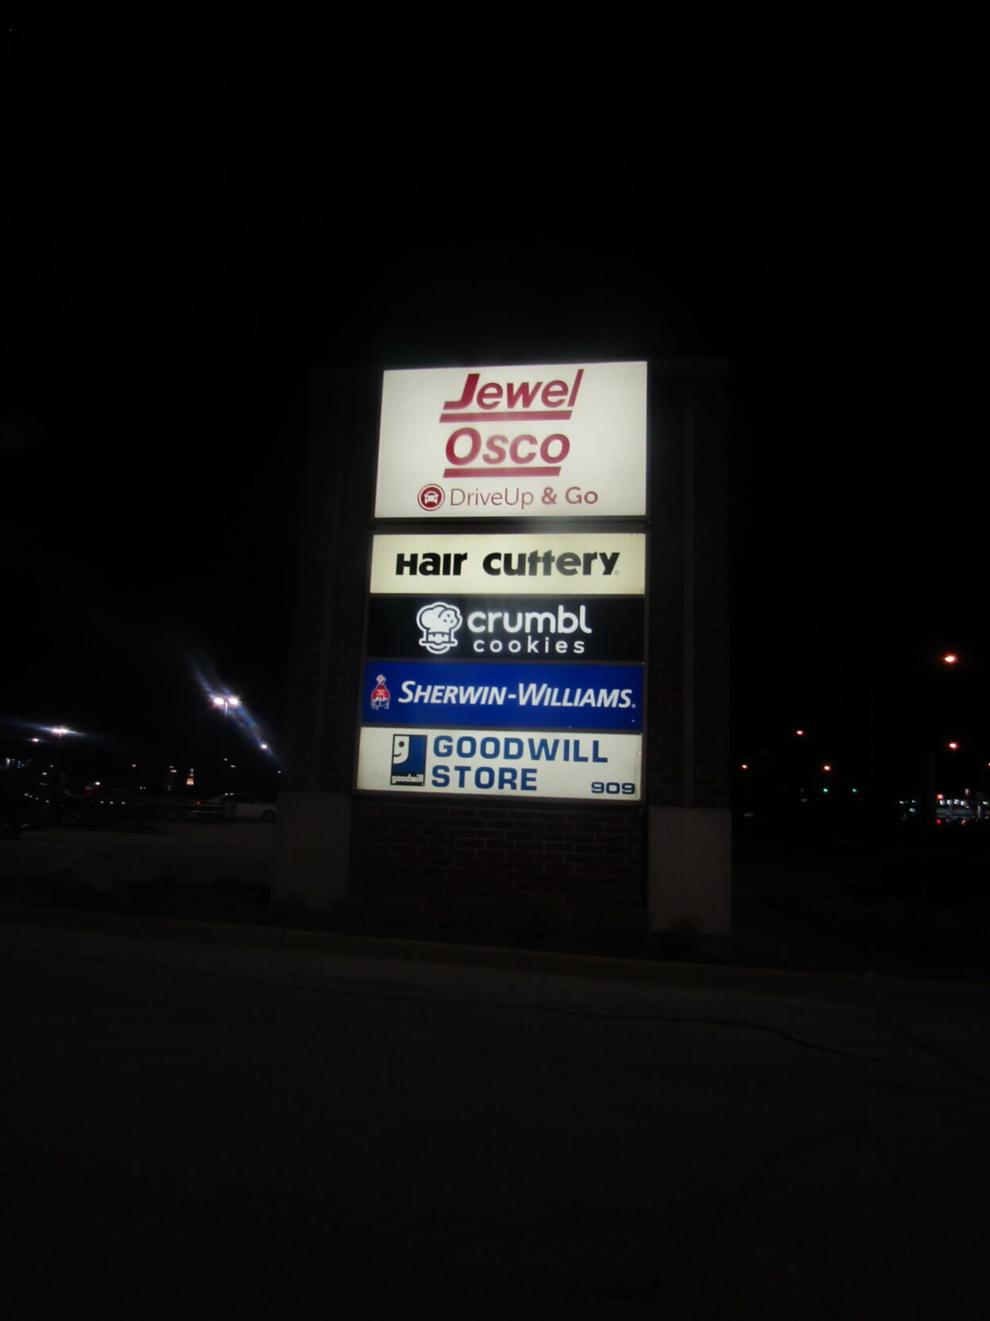 Jewel
Osco
DriveUp & Go
Hair Cuttery
crumbl
cookies
SHERWIN-WILLIAMS.
goodwill
GOODWILL
STORE
909